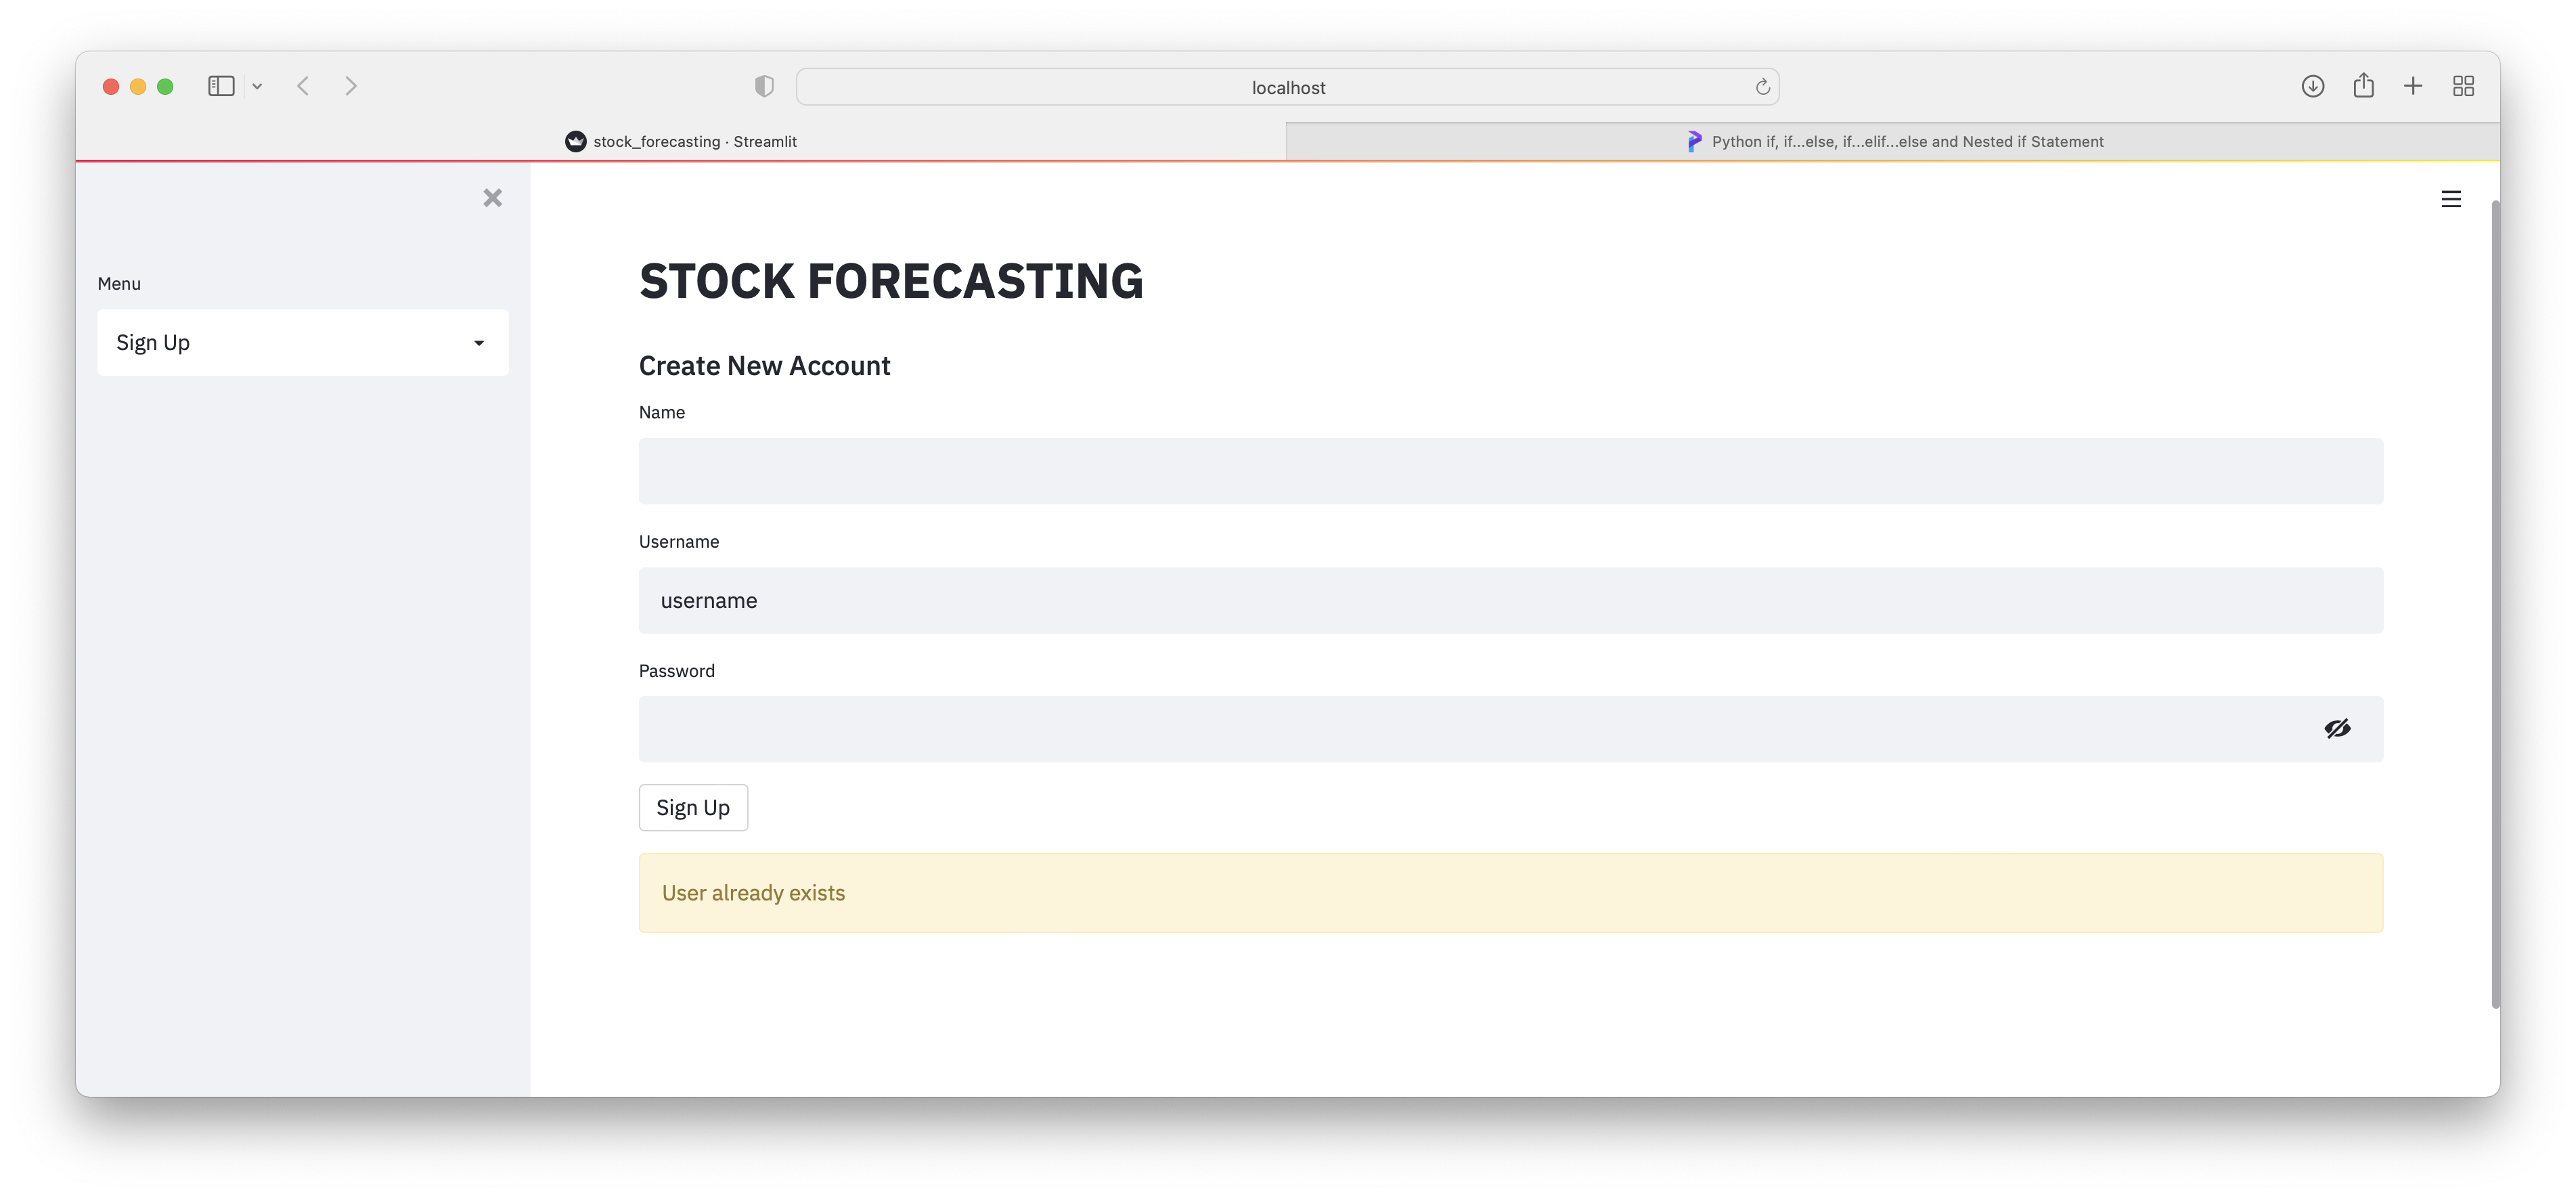 localhost
stock_forecasting · Streamlit
Python if, if...else, if...elif...else and Nested if Statement
Menu
Sign Up
STOCK FORECASTING
Create New Account
Name
Username
username
Password
Sign Up
User already exists